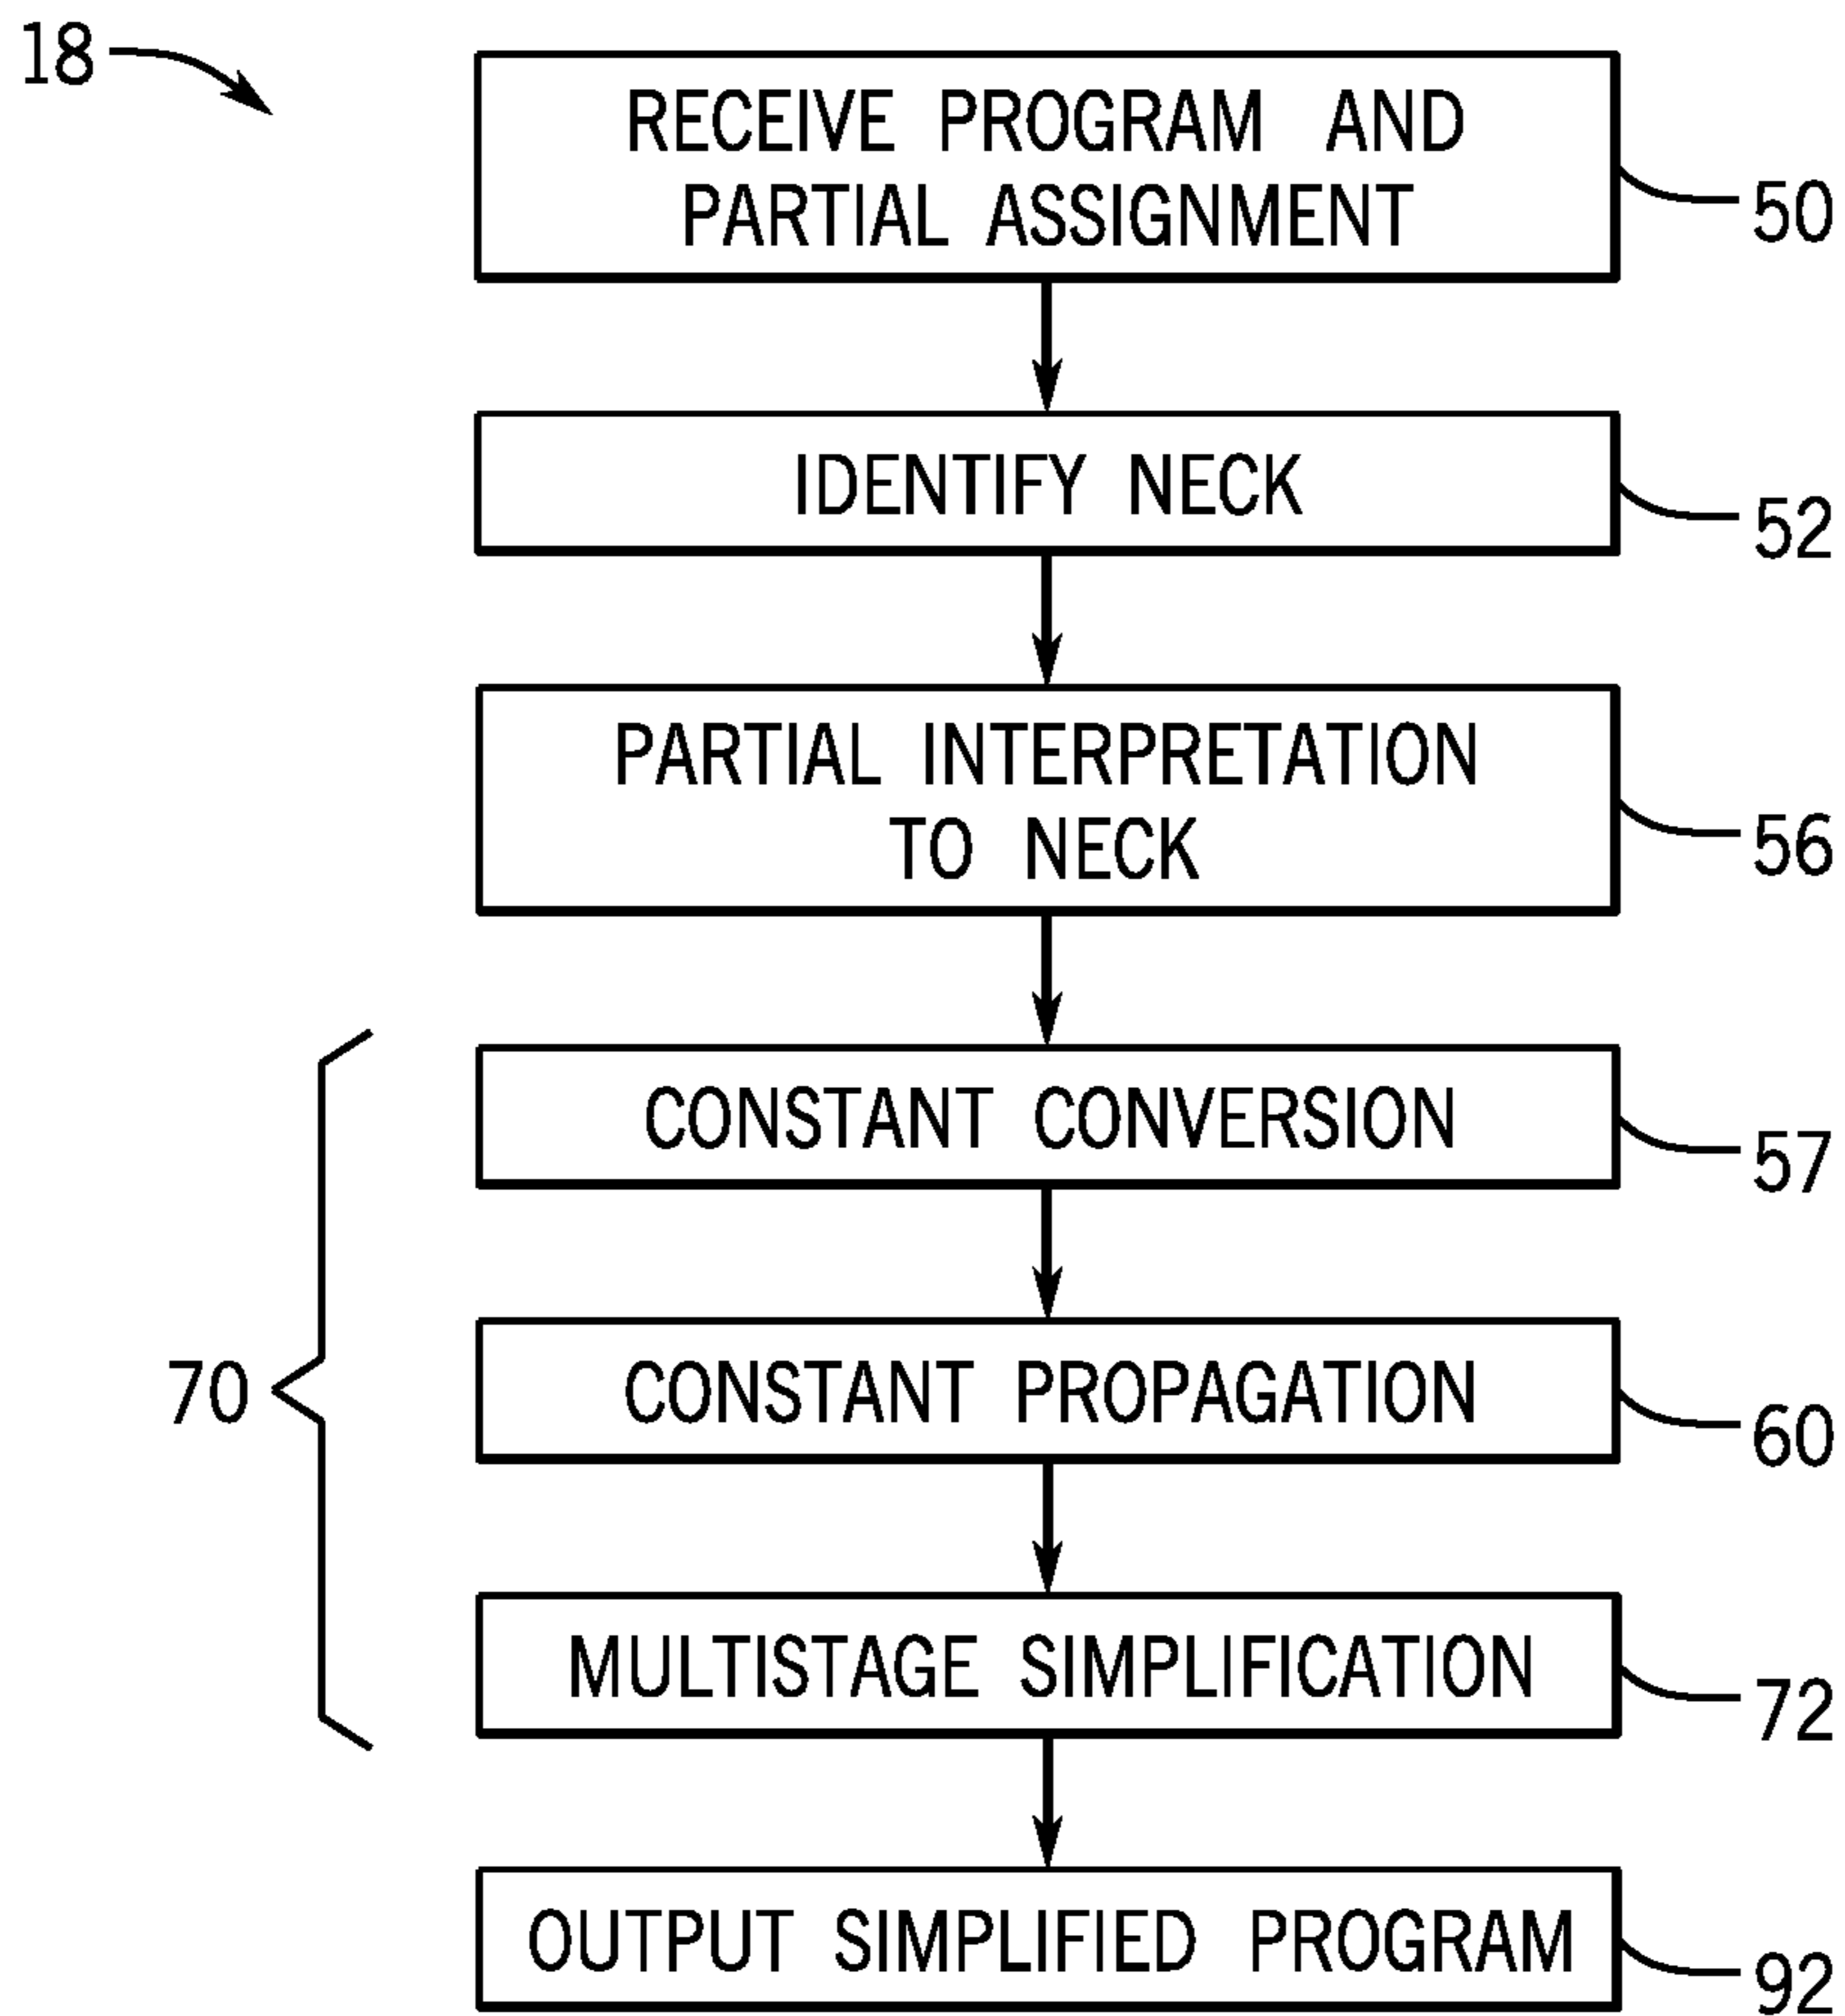 18
RECEIVE PROGRAM AND
PARTIAL ASSIGNMENT
50
IDENTIFY NECK
52
PARTIAL INTERPRETATION
TO NECK
56
CONSTANT CONVERSION
57
70
CONSTANT PROPAGATION
60
MULTISTAGE SIMPLIFICATION
72
OUTPUT SIMPLIFIED PROGRAM
92